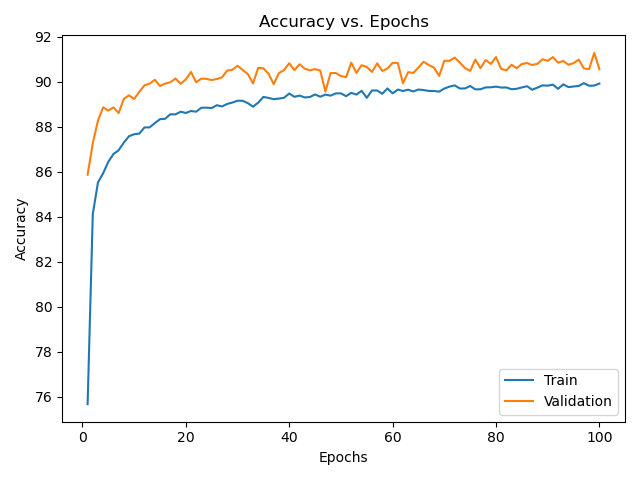 Accuracy vs. Epochs
92
90
88
86
84
82
80
78
76
Accuracy
0 20 40 60 80 100
Epochs
Train
Validation